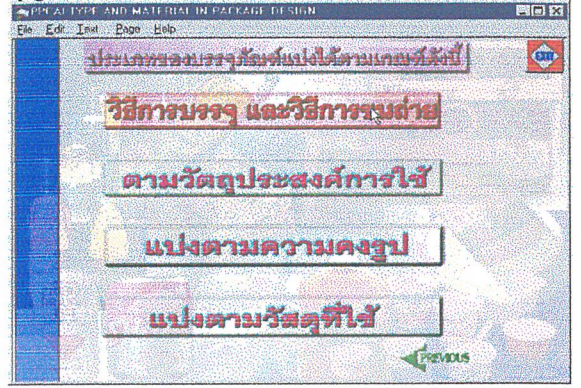 TYPE AND MATERIAL IN PACKAGE DESIGN
File Edit Text Page Help
ประเภทของบรรจุภัณฑ์แบ่งได้ตามเกณฑ์ดังนี้
EXIT
วิธีการบรรจุ และวิธีการขนถ่าย
ตามวัตถุประสงค์การใช้
แบ่งตามความคงรูป
แบ่งตามวัสดุที่ใช้
PREVIOUS